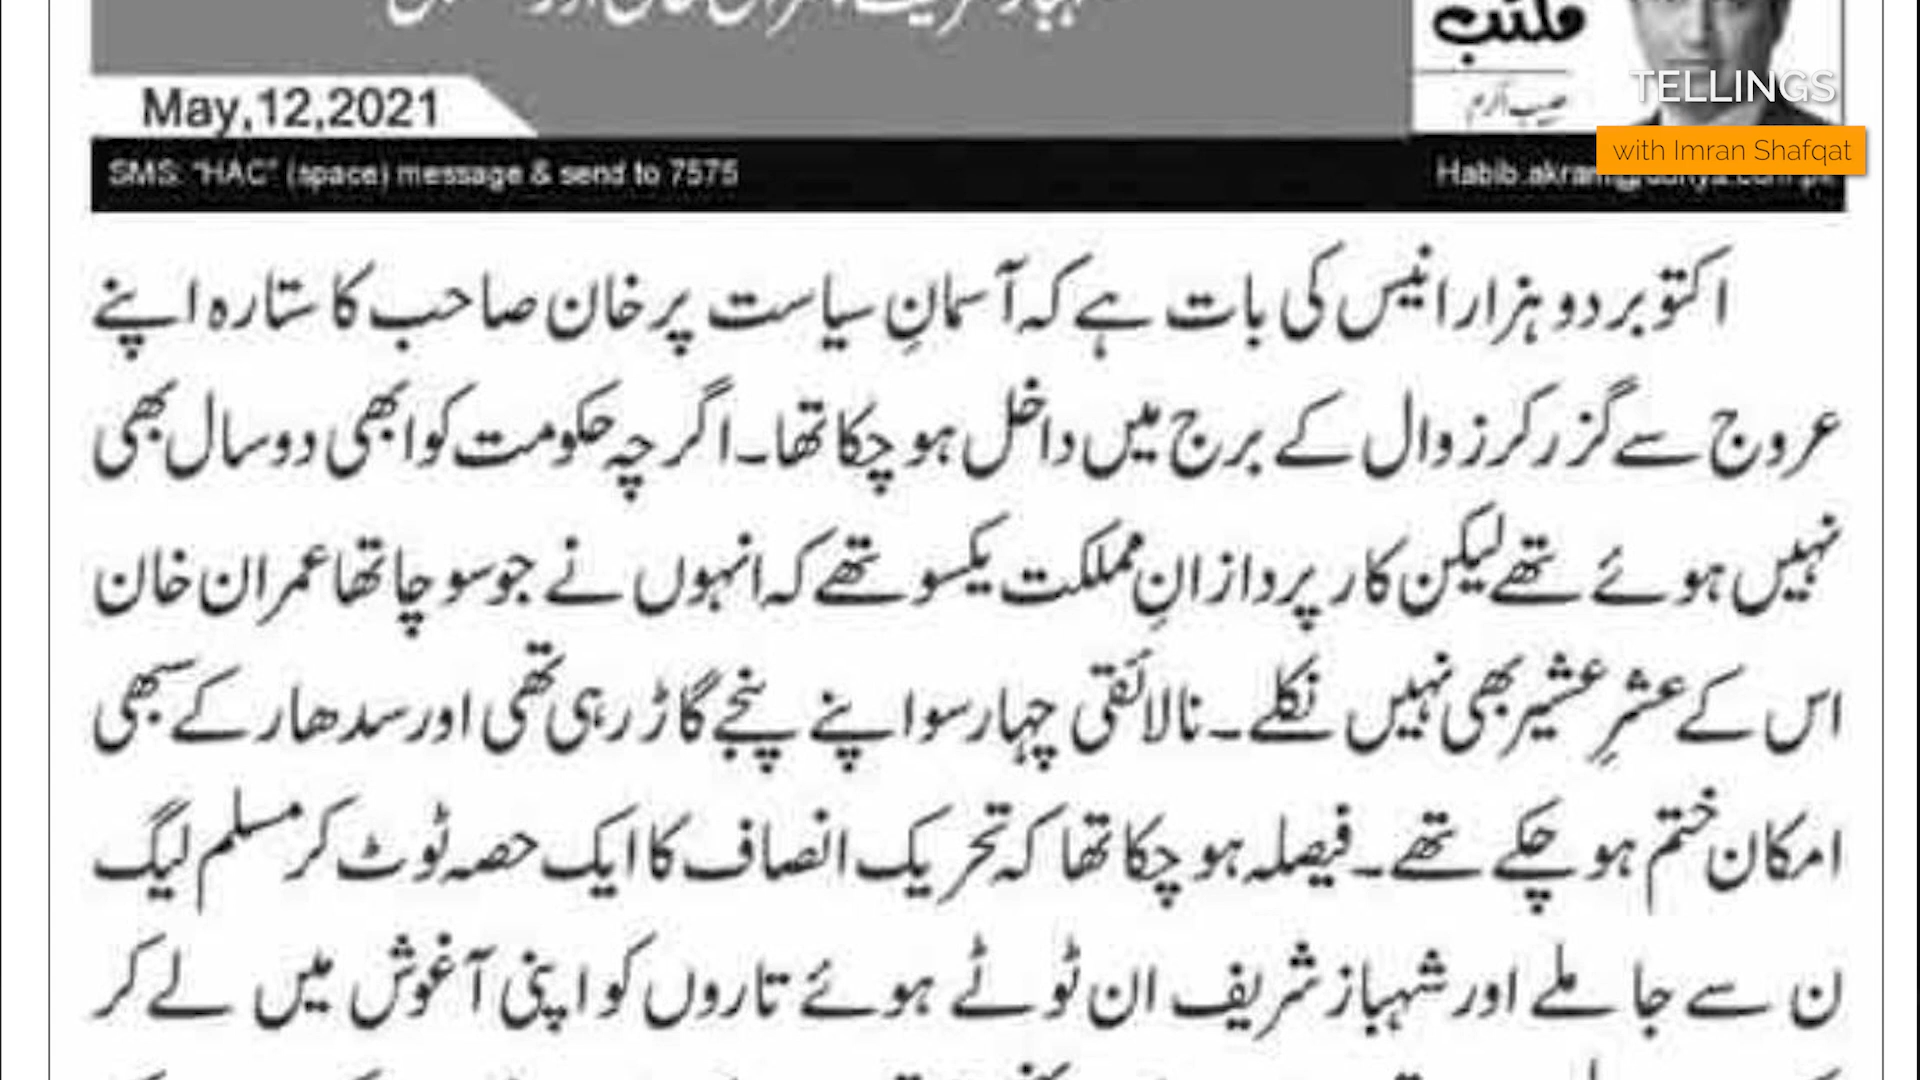 مکتب
حبیب اکرم
TELLINGS
with Imran Shafqat
May,12,2021
SMS: "HAC" (space) message & send to 7575
اکتوبر دو ہزار انیس کی بات ہے کہ آسمانِ سیاست پر خان صاحب کا ستارہ اپنے
عروج سے گزر کر زوال کے برج میں داخل ہو چکا تھا۔ اگرچہ حکومت کو ابھی دو سال بھی
نہیں ہوئے تھے لیکن کار پردازانِ مملکت یکسو تھے کہ انہوں نے جو سوچا تھا عمران خان
اس کے عشرِ عشیر بھی نہیں نکلے۔ نالائقی چہار سو اپنے پنجے گاڑ رہی تھی اور سدھار کے سبھی
امکان ختم ہو چکے تھے۔ فیصلہ ہو چکا تھا کہ تحریک انصاف کا ایک حصہ ٹوٹ کر مسلم لیگ
ن سے جا ملے اور شہباز شریف ان ٹوٹے ہوئے تاروں کو اپنی آغوش میں لے کر